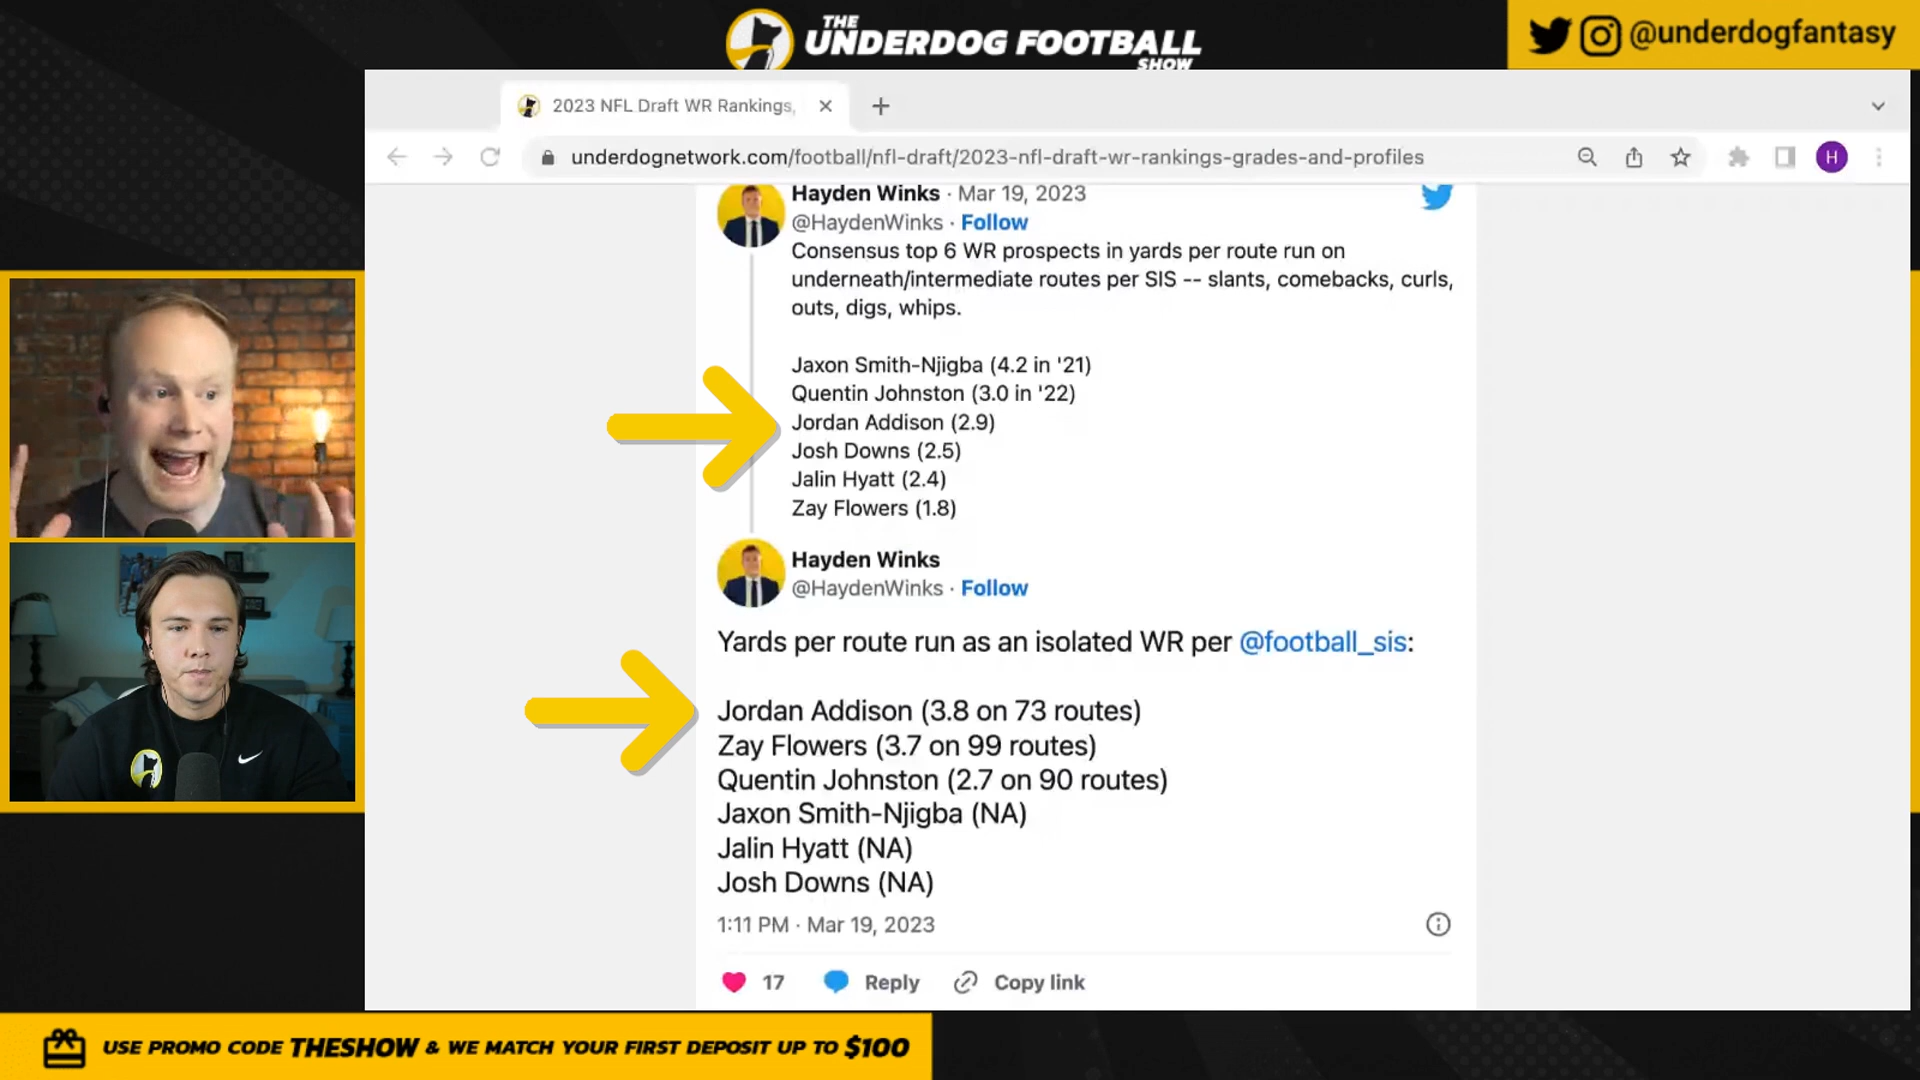 THE
UNDERDOG FOOTBALL
SHOW
@underdogfantasy
2023 NFL Draft WR Rankings,
underdognetwork.com/football/nfl-draft/2023-nfl-draft-wr-rankings-grades-and-profiles
H
Hayden Winks · Mar 19, 2023
@HaydenWinks · Follow
Consensus top 6 WR prospects in yards per route run on
underneath/intermediate routes per SIS -- slants, comebacks, curls,
outs, digs, whips.
Jaxon Smith-Njigba (4.2 in '21)
Quentin Johnston (3.0 in '22)
Jordan Addison (2.9)
Josh Downs (2.5)
Jalin Hyatt (2.4)
Zay Flowers (1.8)
Hayden Winks
@HaydenWinks · Follow
Yards per route run as an isolated WR per @football_sis:
Jordan Addison (3.8 on 73 routes)
Zay Flowers (3.7 on 99 routes)
Quentin Johnston (2.7 on 90 routes)
Jaxon Smith-Njigba (NA)
Jalin Hyatt (NA)
Josh Downs (NA)
1:11 PM · Mar 19, 2023
17 Reply Copy link
USE PROMO CODE THESHOW & WE MATCH YOUR FIRST DEPOSIT UP TO $100